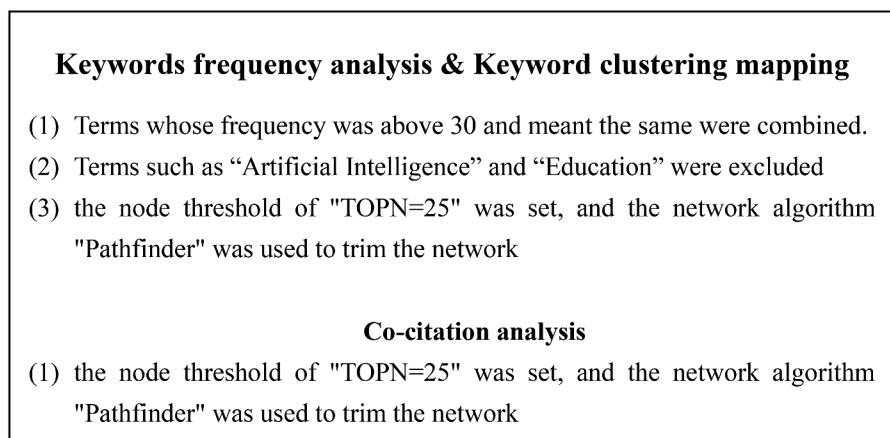 Keywords frequency analysis & Keyword clustering mapping
(1) Terms whose frequency was above 30 and meant the same were combined.
(2) Terms such as “Artificial Intelligence” and “Education” were excluded
(3) the node threshold of "TOPN=25" was set, and the network algorithm
"Pathfinder" was used to trim the network
Co-citation analysis
(1) the node threshold of "TOPN=25" was set, and the network algorithm
"Pathfinder" was used to trim the network